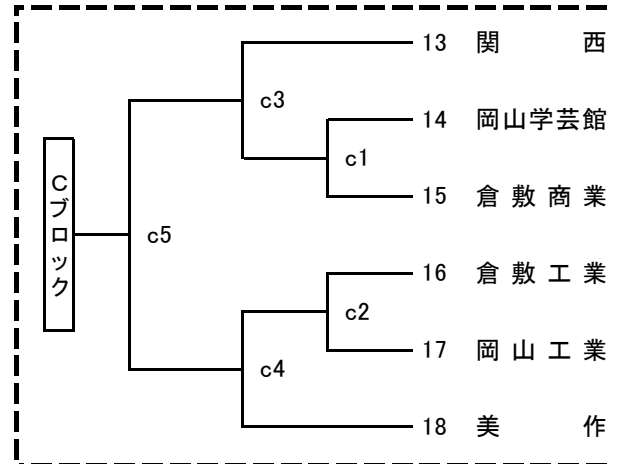 13 関西
c3
14 岡山学芸館
c1
15 倉敷商業
Cブロック
c5
16 倉敷工業
c2
17 岡山工業
c4
18 美作